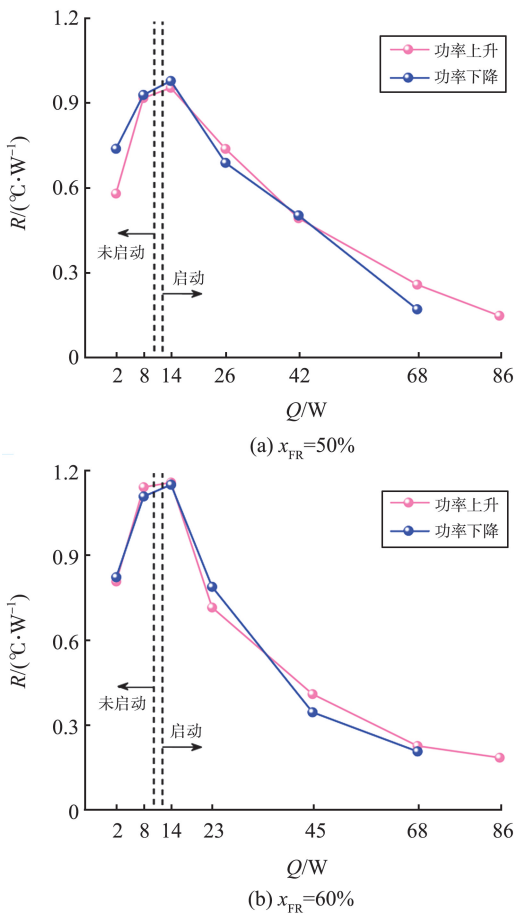 1.2
0.9
0.6
0.3
0
R/(℃·W⁻¹)
功率上升
功率下降
未启动
启动
2 8 14 26 42 68 86
Q/W
(a) x_FR=50%
1.2
0.9
0.6
0.3
0
R/(℃·W⁻¹)
功率上升
功率下降
未启动
启动
2 8 14 23 45 68 86
Q/W
(b) x_FR=60%